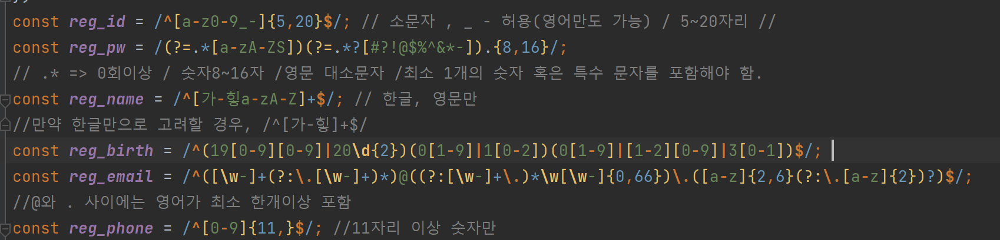 const reg_id = /^[a-z0-9_-]{5,20}$/; // 소문자 , _ - 허용(영어만도 가능) / 5~20자리 //
const reg_pw = /(?=.*[a-zA-ZS])(?=.*?[#?!@$%^&*-]).{8,16}/;
// .* => 0회이상 / 숫자8~16자 /영문 대소문자 /최소 1개의 숫자 혹은 특수 문자를 포함해야 함.
const reg_name = /^[가-힣a-zA-Z]+$/; // 한글, 영문만
//만약 한글만으로 고려할 경우, /^[가-힣]+$/
const reg_birth = /^(19[0-9][0-9]|20\d{2})(0[1-9]|1[0-2])(0[1-9]|[1-2][0-9]|3[0-1])$/;
const reg_email = /^([\w-]+(?:\.[\w-]+)*)@((?:[\w-]+\.)*\w[\w-]{0,66})\.([a-z]{2,6}(?:\.[a-z]{2})?)$/;
//@와 . 사이에는 영어가 최소 한개이상 포함
const reg_phone = /^[0-9]{11,}$/; //11자리 이상 숫자만